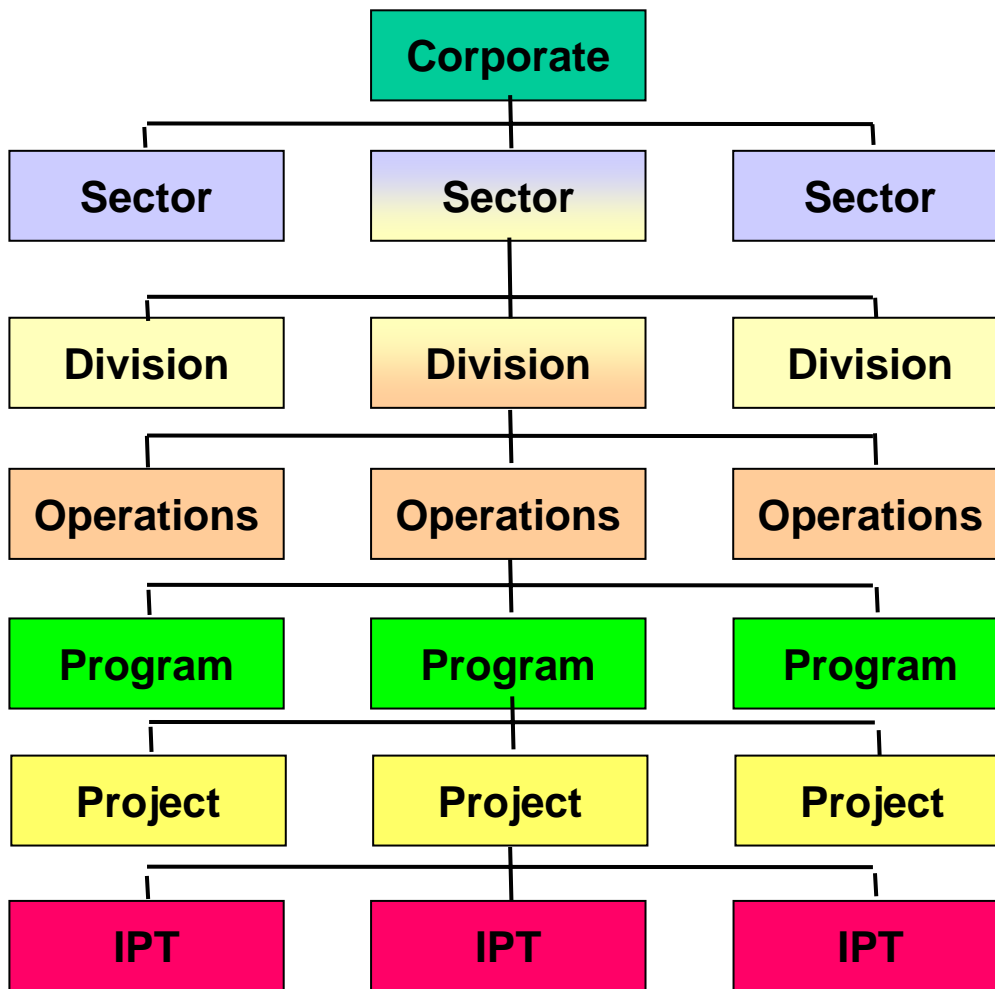 Corporate
Sector Sector Sector
Division Division Division
Operations Operations Operations
Program Program Program
Project Project Project
IPT IPT IPT